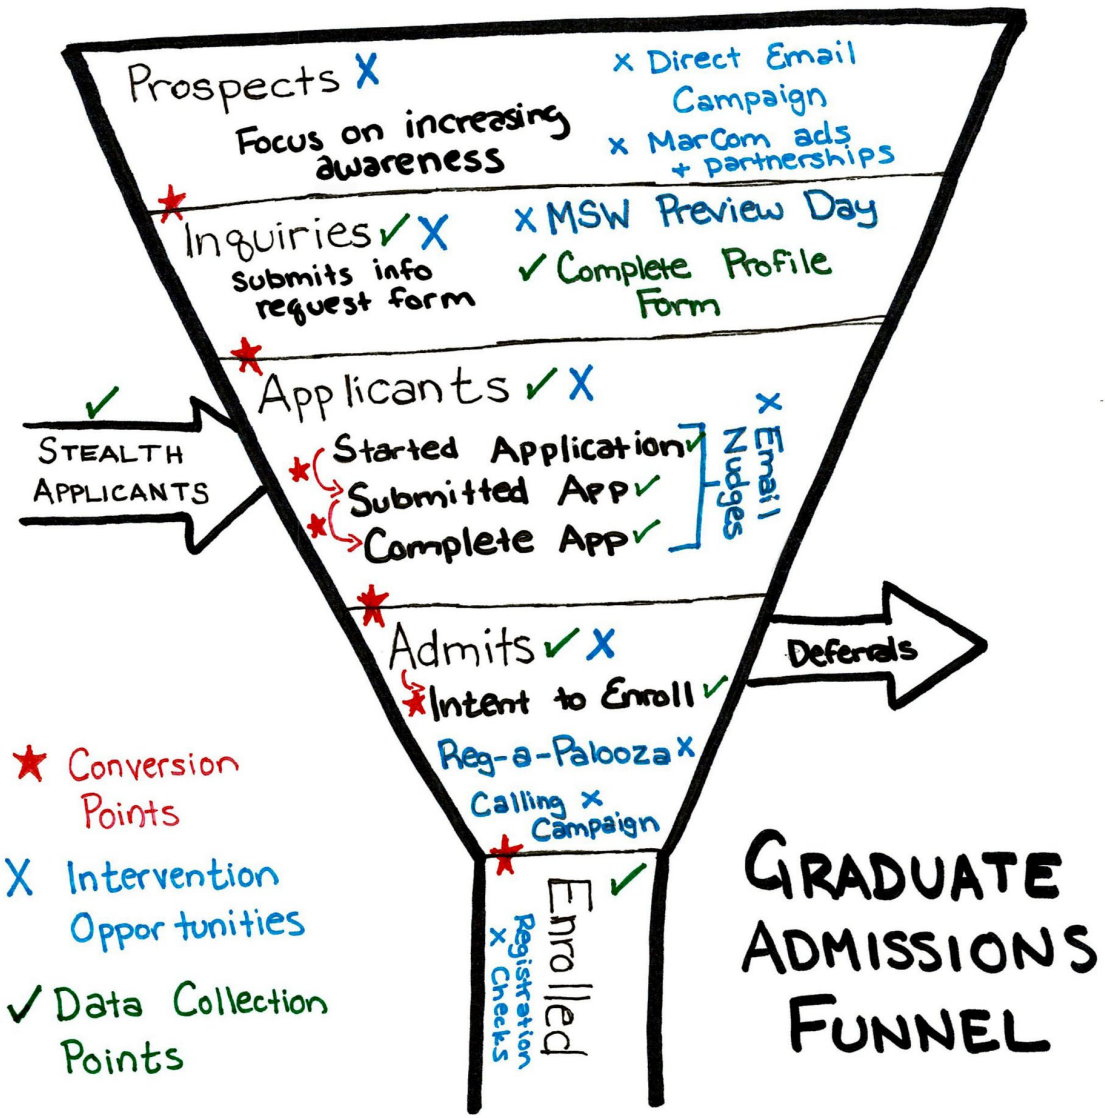 Prospects X
Focus on increasing
awareness
x Direct Email
Campaign
x MarCom ads
+ partnerships
Inquiries ✓ X
Submits info
request form
x MSW Preview Day
✓ Complete Profile
Form
Applicants ✓ X
Started Application ✓
Submitted App ✓
Complete App ✓
x Email
Nudges
✓
STEALTH
APPLICANTS
Admits ✓ X
Intent to Enroll ✓
Reg-a-Palooza x
Calling x
Campaign
Deferrals
Enrolled ✓
Registration
x Checks
★ Conversion
Points
X Intervention
Opportunities
✓ Data Collection
Points
GRADUATE
ADMISSIONS
FUNNEL